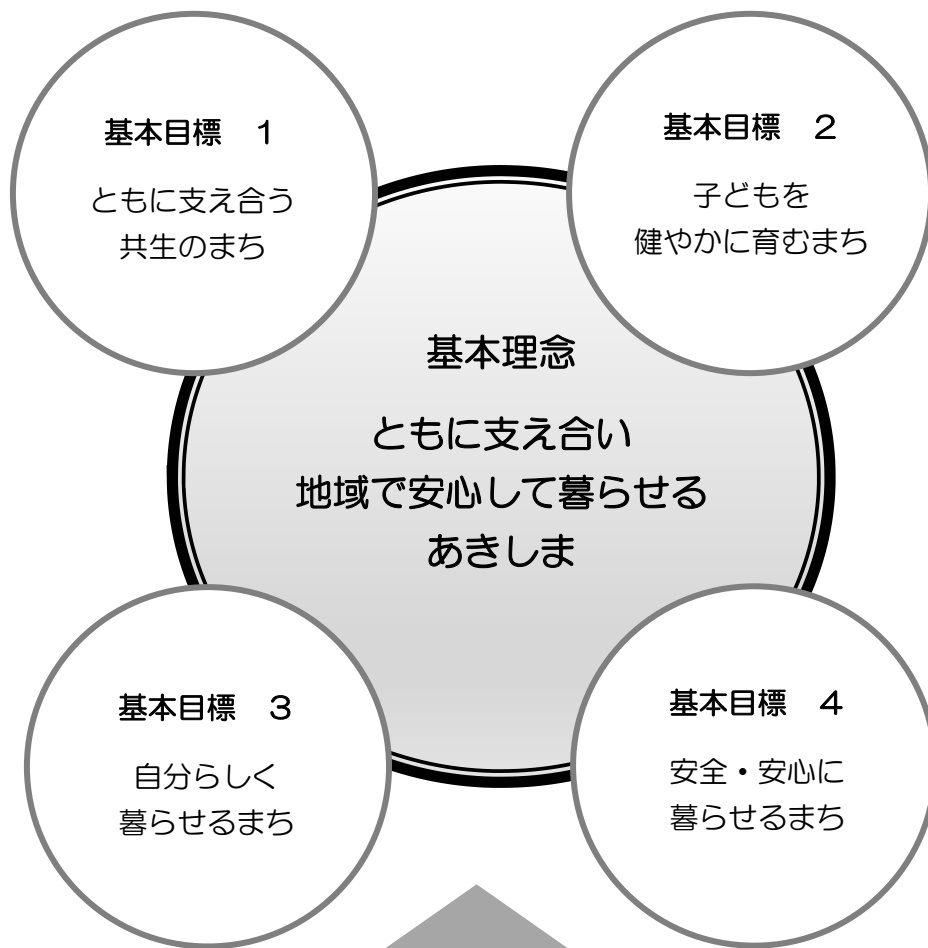 基本目標　1
ともに支え合う
共生のまち
基本目標　2
子どもを
健やかに育むまち
基本理念
ともに支え合い
地域で安心して暮らせる
あきしま
基本目標　3
自分らしく
暮らせるまち
基本目標　4
安全・安心に
暮らせるまち